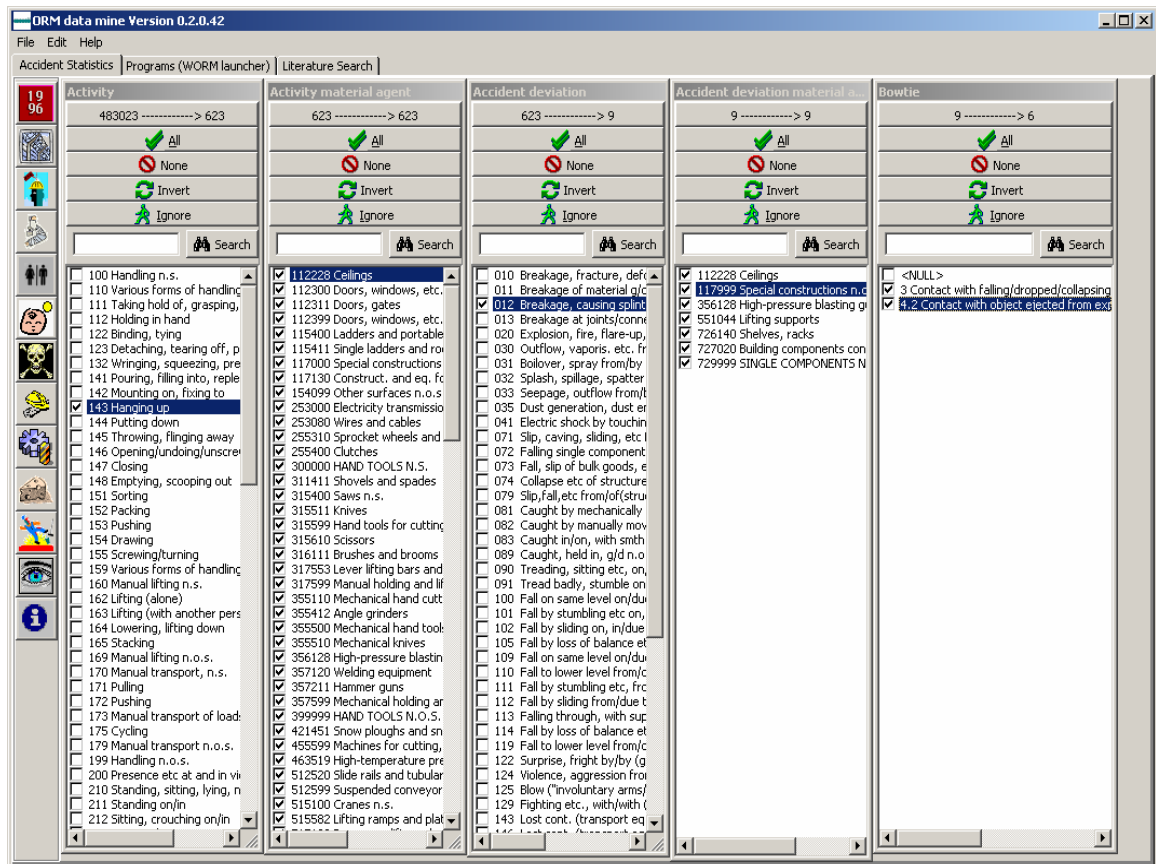 ORM data mine Version 0.2.0.42
File Edit Help
Accident Statistics Programs (WORM launcher) Literature Search
19
96
Activity
483023 ------------> 623
All
None
Invert
Ignore
Search
100 Handling n.s.
110 Various forms of handling
111 Taking hold of, grasping,
112 Holding in hand
122 Binding, tying
123 Detaching, tearing off, p
132 Wringing, squeezing, pre
141 Pouring, filling into, reple
142 Mounting on, fixing to
143 Hanging up
144 Putting down
145 Throwing, flinging away
146 Opening/undoing/unscrew
147 Closing
148 Emptying, scooping out
151 Sorting
152 Packing
153 Pushing
154 Drawing
155 Screwing/turning
159 Various forms of handling
160 Manual lifting n.s.
162 Lifting (alone)
163 Lifting (with another pers
164 Lowering, lifting down
165 Stacking
169 Manual lifting n.o.s.
170 Manual transport, n.s.
171 Pulling
172 Pushing
173 Manual transport of loads
175 Cycling
179 Manual transport n.o.s.
199 Handling n.o.s.
200 Presence etc at and in vi
210 Standing, sitting, lying, n
211 Standing on/in
212 Sitting, crouching on/in
Activity material agent
623 ------------> 623
All
None
Invert
Ignore
Search
112228 Ceilings
112300 Doors, windows, etc.
112311 Doors, gates
112399 Doors, windows, etc.
115400 Ladders and portable
115411 Single ladders and roo
117000 Special constructions
117130 Construct. and eq. fo
154099 Other surfaces n.o.s
253000 Electricity transmissio
253080 Wires and cables
255310 Sprocket wheels and
255400 Clutches
300000 HAND TOOLS N.S.
311411 Shovels and spades
315400 Saws n.s.
315511 Knives
315599 Hand tools for cutting
315610 Scissors
316111 Brushes and brooms
317553 Lever lifting bars and
317599 Manual holding and lif
355110 Mechanical hand cutt
355412 Angle grinders
355500 Mechanical hand tools
355510 Mechanical knives
356128 High-pressure blastin
357120 Welding equipment
357211 Hammer guns
357599 Mechanical holding ar
399999 HAND TOOLS N.O.S.
421451 Snow ploughs and sn
455599 Machines for cutting,
463519 High-temperature pre
512520 Slide rails and tubular
512599 Suspended conveyor
515100 Cranes n.s.
515582 Lifting ramps and plat
Accident deviation
623 ------------> 9
All
None
Invert
Ignore
Search
010 Breakage, fracture, defo
011 Breakage of material g/c
012 Breakage, causing splint
013 Breakage at joints/conne
020 Explosion, fire, flare-up,
030 Outflow, vaporis. etc. fr
031 Boilover, spray from/by
032 Splash, spillage, spatter
033 Seepage, outflow from/b
035 Dust generation, dust er
041 Electric shock by touchin
071 Slip, caving, sliding, etc
072 Falling single component
073 Fall, slip of bulk goods, e
074 Collapse etc of structure
079 Slip,fall,etc from/of(stru
081 Caught by mechanically
082 Caught by manually mov
083 Caught in/on, with smth
089 Caught, held in, g/d n.o
090 Treading, sitting etc, on,
091 Tread badly, stumble on
100 Fall on same level on/du
101 Fall by stumbling etc on,
102 Fall by sliding on, in/due
105 Fall by loss of balance et
109 Fall on same level on/du
110 Fall to lower level from/c
111 Fall by stumbling etc, frc
112 Fall by sliding from/due t
113 Falling through, with sup
114 Fall by loss of balance et
119 Fall to lower level from/c
122 Surprise, fright by/by (g
124 Violence, aggression from
125 Blow ("involuntary arms/
129 Fighting etc., with/with (
143 Lost cont. (transport eq
Accident deviation material a...
9 ------------> 9
All
None
Invert
Ignore
Search
112228 Ceilings
117999 Special constructions n.c
356128 High-pressure blasting g
551044 Lifting supports
726140 Shelves, racks
727020 Building components con
729999 SINGLE COMPONENTS N
Bowtie
9 ------------> 6
All
None
Invert
Ignore
Search
<NULL>
3 Contact with falling/dropped/collapsing
4.2 Contact with object ejected from exp